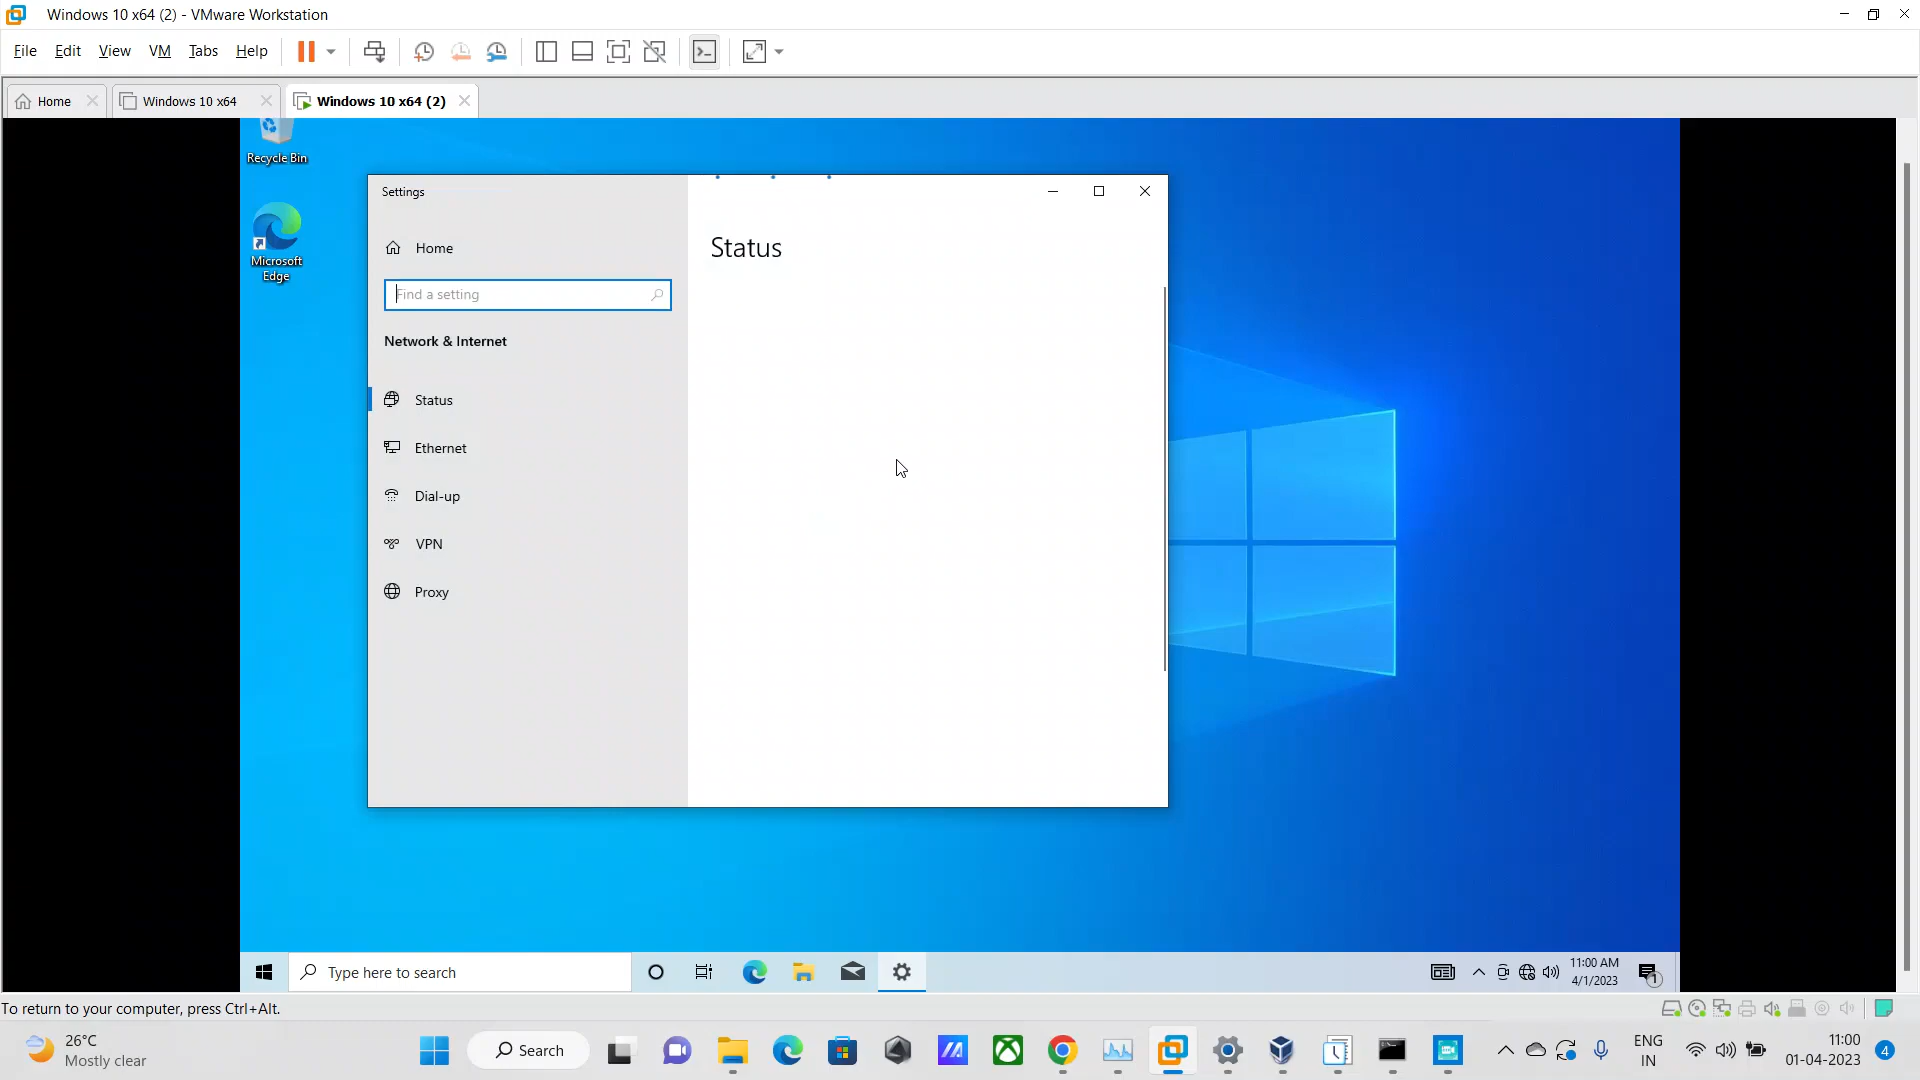 Windows 10 x64 (2) - VMware Workstation
File Edit View VM Tabs Help
Home
Windows 10 x64
Windows 10 x64 (2)
Recycle Bin
Microsoft
Edge
Settings
Home
Find a setting
Network & Internet
Status
Ethernet
Dial-up
VPN
Proxy
Status
Type here to search
11:00 AM
4/1/2023
1
To return to your computer, press Ctrl+Alt.
26°C
Mostly clear
Search
ENG
IN
11:00
01-04-2023
4